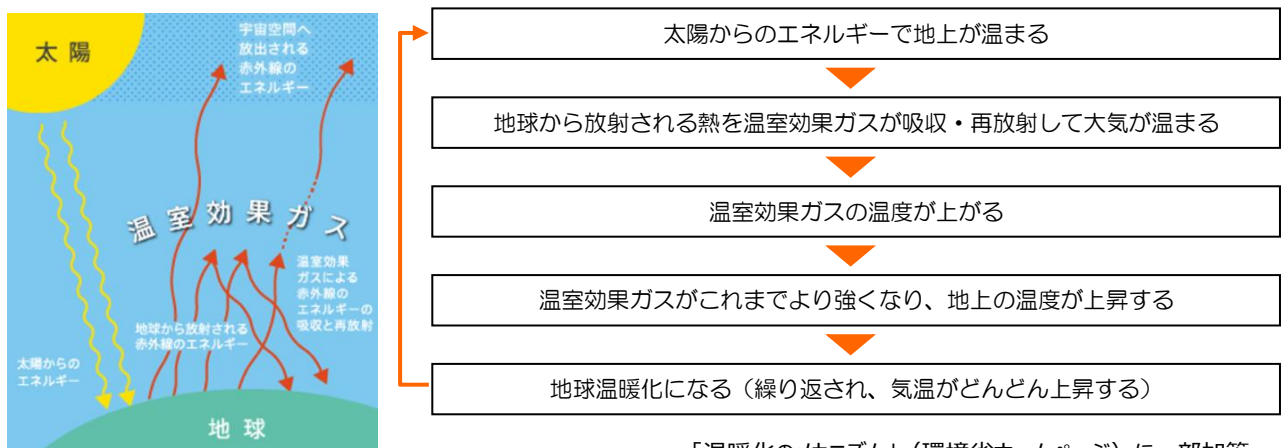 太陽
宇宙空間へ
放出される
赤外線の
エネルギー
温室効果ガス
温室効果
ガスによる
赤外線の
エネルギーの
吸収と再放射
地球から放射される
赤外線のエネルギー
太陽からの
エネルギー
地球
太陽からのエネルギーで地上が温まる
地球から放射される熱を温室効果ガスが吸収・再放射して大気が温まる
温室効果ガスの温度が上がる
温室効果ガスがこれまでより強くなり、地上の温度が上昇する
地球温暖化になる（繰り返され、気温がどんどん上昇する）